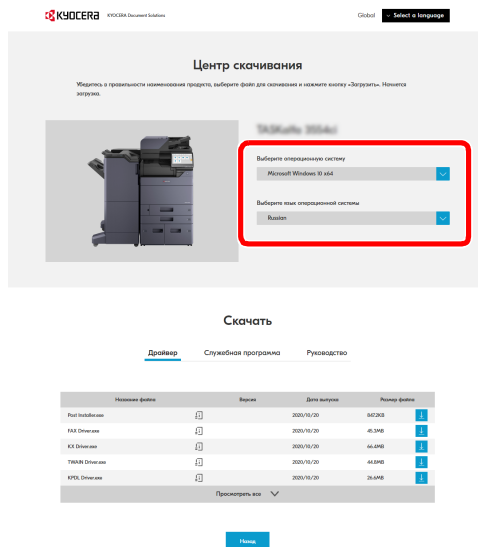 KYOCERA KYOCERA Document Solutions Global Select a language
Центр скачивания
Убедитесь в правильности наименования продукта, выберите файл для скачивания и нажмите кнопку «Загрузить». Начнется
загрузка.
TASKalfa 3554ci
Выберите операционную систему
Microsoft Windows 10 x64
Выберите язык операционной системы
Russian
Скачать
Драйвер Служебная программа Руководство
Название файла Версия Дата выпуска Размер файла
Post Installer.exe 2020/10/20 847.2KB
FAX Driver.exe 2020/10/20 45.3MB
KX Driver.exe 2020/10/20 66.4MB
TWAIN Driver.exe 2020/10/20 44.8MB
KPDL Driver.exe 2020/10/20 26.6MB
Просмотреть все
Назад